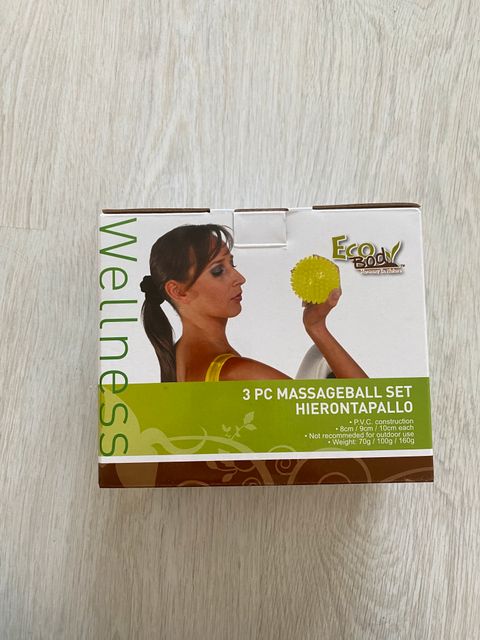 Wellness
ECO
BODY
3 PC MASSAGEBALL SET
HIERONTAPALLO
• P.V.C. construction
• 8cm / 9cm / 10cm each
• Not recommeded for outdoor use
• Weight: 70g / 100g / 160g